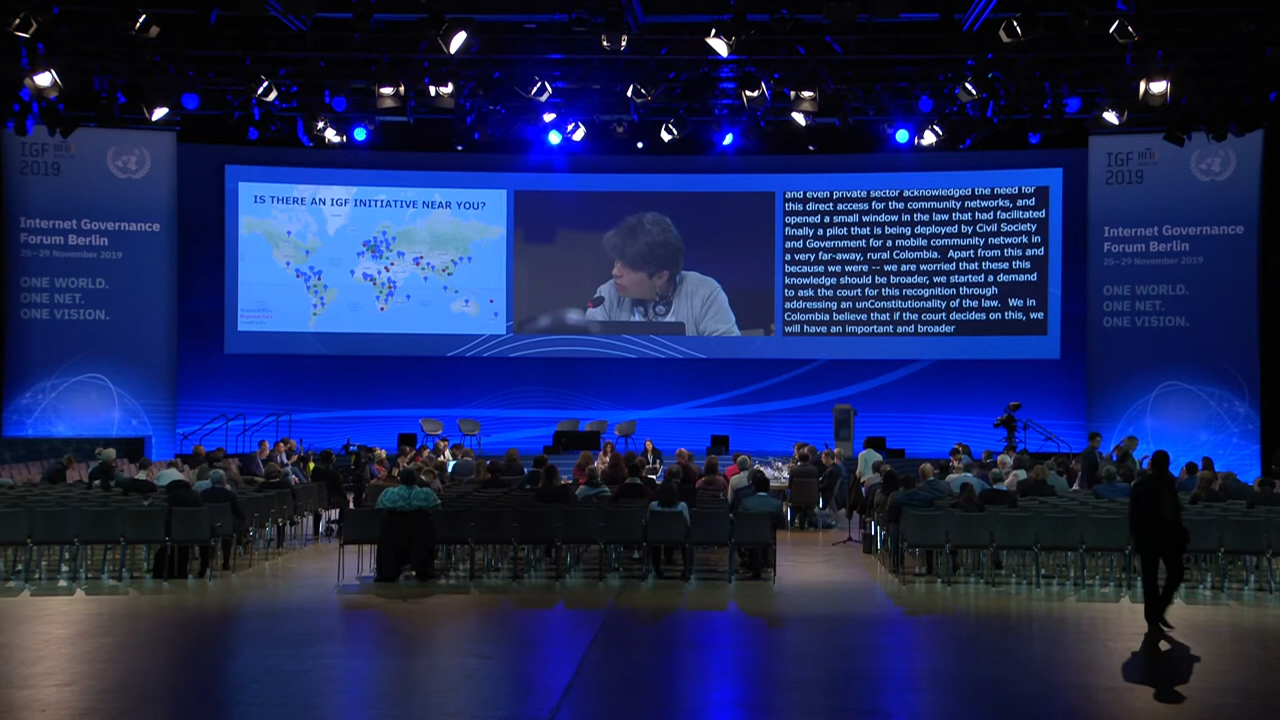 IGF
2019
Internet Governance
Forum Berlin
25–29 November 2019
ONE WORLD.
ONE NET.
ONE VISION.
IS THERE AN IGF INITIATIVE NEAR YOU?
and even private sector acknowledged the need for
this direct access for the community networks, and
opened a small window in the law that had facilitated
finally a pilot that is being deployed by Civil Society
and Government for a mobile community network in
a very far-away, rural Colombia.  Apart from this and
because we were -- we are worried that these this
knowledge should be broader, we started a demand
to ask the court for this recognition through
addressing an unConstitutionality of the law.  We in
Colombia believe that if the court decides on this, we
will have an important and broader
IGF
2019
Internet Governance
Forum Berlin
25–29 November 2019
ONE WORLD.
ONE NET.
ONE VISION.